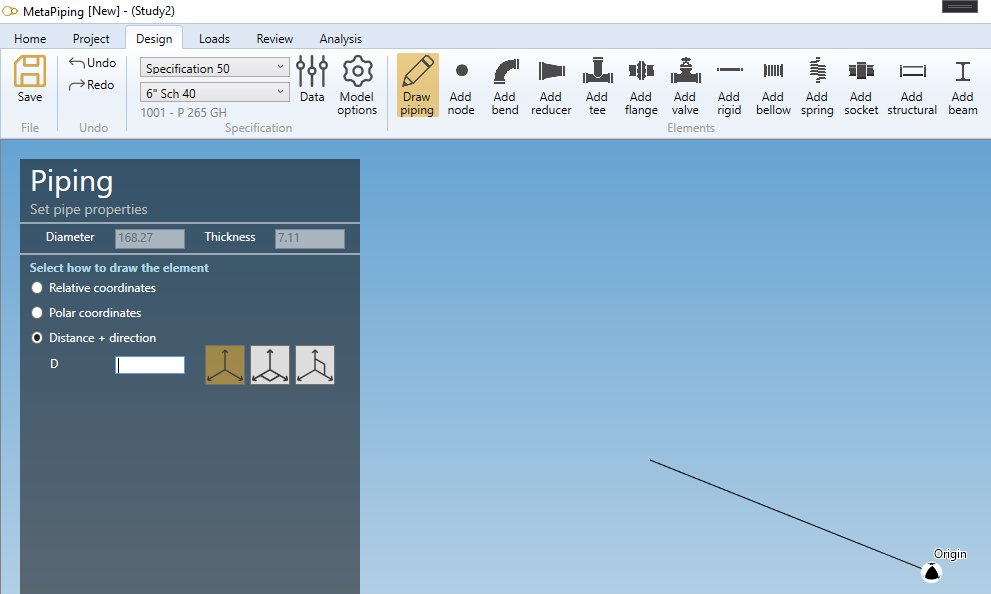 MetaPiping [New] - (Study2)
Home Project Design Loads Review Analysis
Save
File
Undo
Redo
Undo
Specification 50
6" Sch 40
1001 - P 265 GH
Data
Model options
Specification
Draw piping
Add node
Add bend
Add reducer
Add tee
Add flange
Add valve
Add rigid
Add bellow
Add spring
Add socket
Add structural
Add beam
Elements
Piping
Set pipe properties
Diameter 168.27 Thickness 7.11
Select how to draw the element
Relative coordinates
Polar coordinates
Distance + direction
D
Origin